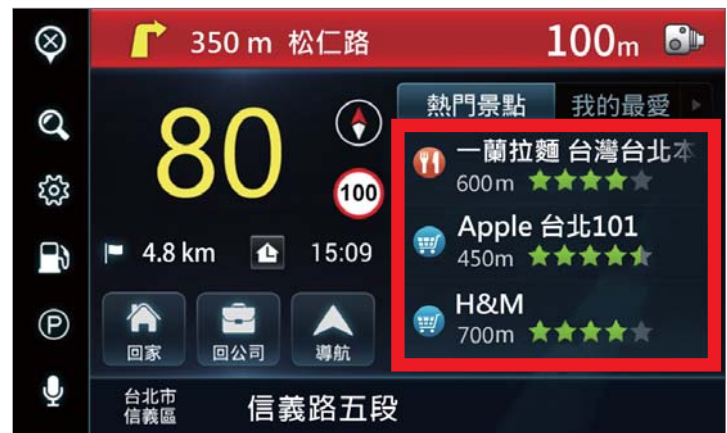 350 m 松仁路
100m
熱門景點 我的最愛
80
100
一蘭拉麵 台灣台北本
600m
Apple 台北101
450m
4.8 km 15:09
H&M
700m
P
回家 回公司 導航
台北市
信義區
信義路五段